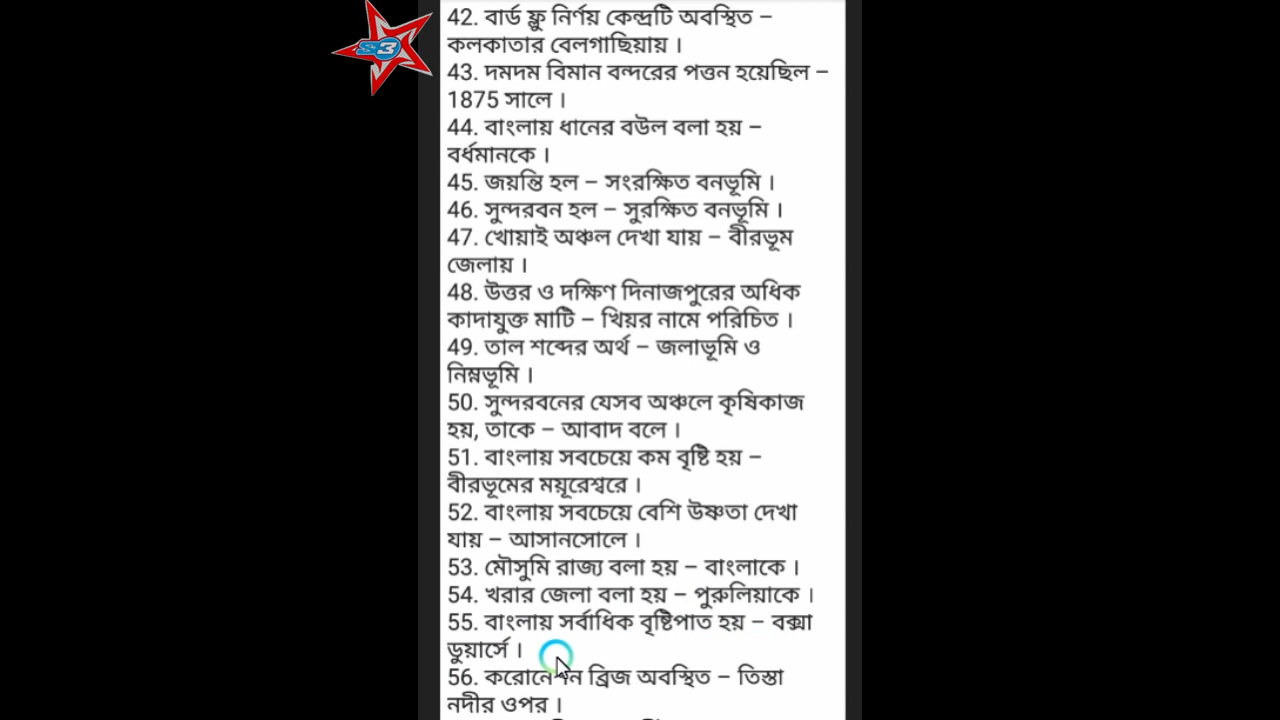 S3
42. বার্ড ফ্লু নির্ণয় কেন্দ্রটি অবস্থিত –
কলকাতার বেলগাছিয়ায় ।
43. দমদম বিমান বন্দরের পত্তন হয়েছিল –
1875 সালে ।
44. বাংলায় ধানের বউল বলা হয় –
বর্ধমানকে ।
45. জয়ন্তি হল – সংরক্ষিত বনভূমি ।
46. সুন্দরবন হল – সুরক্ষিত বনভূমি ।
47. খোয়াই অঞ্চল দেখা যায় – বীরভূম
জেলায় ।
48. উত্তর ও দক্ষিণ দিনাজপুরের অধিক
কাদাযুক্ত মাটি – খিয়র নামে পরিচিত ।
49. তাল শব্দের অর্থ – জলাভূমি ও
নিম্নভূমি ।
50. সুন্দরবনের যেসব অঞ্চলে কৃষিকাজ
হয়, তাকে – আবাদ বলে ।
51. বাংলায় সবচেয়ে কম বৃষ্টি হয় –
বীরভূমের ময়ূরেশ্বরে ।
52. বাংলায় সবচেয়ে বেশি উষ্ণতা দেখা
যায় – আসানসোলে ।
53. মৌসুমি রাজ্য বলা হয় – বাংলাকে ।
54. খরার জেলা বলা হয় – পুরুলিয়াকে ।
55. বাংলায় সর্বাধিক বৃষ্টিপাত হয় – বক্সা
ডুয়ার্সে ।
56. ব্রিজ অবস্থিত – তিস্তা
নদীর ওপর ।